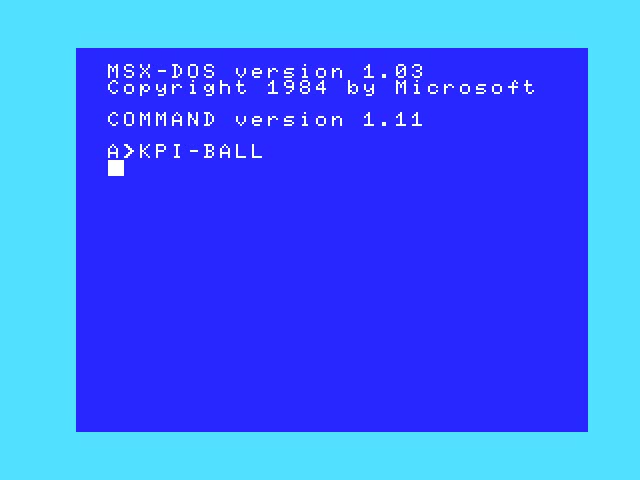 MSX-DOS version 1.03
Copyright 1984 by Microsoft
COMMAND version 1.11
A>KPI-BALL